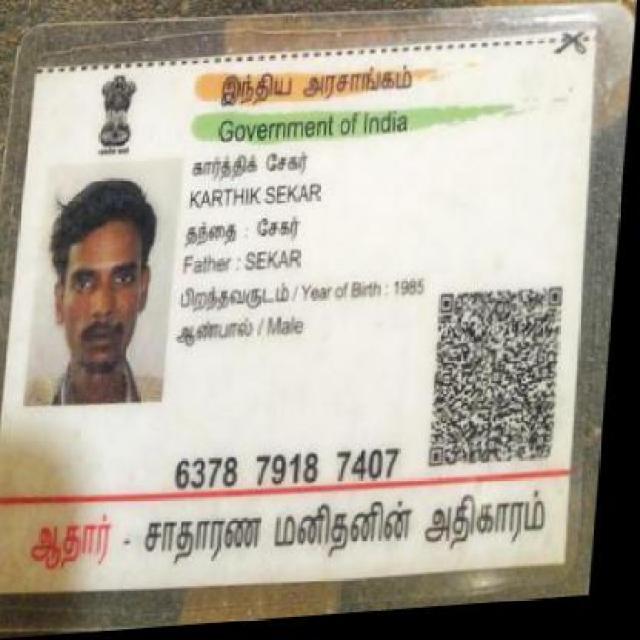 இந்திய அரசாங்கம்
Government of India
கார்த்திக் சேகர்
KARTHIK SEKAR
தந்தை : சேகர்
Father : SEKAR
பிறந்தவருடம் / Year of Birth : 1985
ஆண்பால் / Male
6378 7918 7407
ஆதார் - சாதாரண மனிதனின் அதிகாரம்